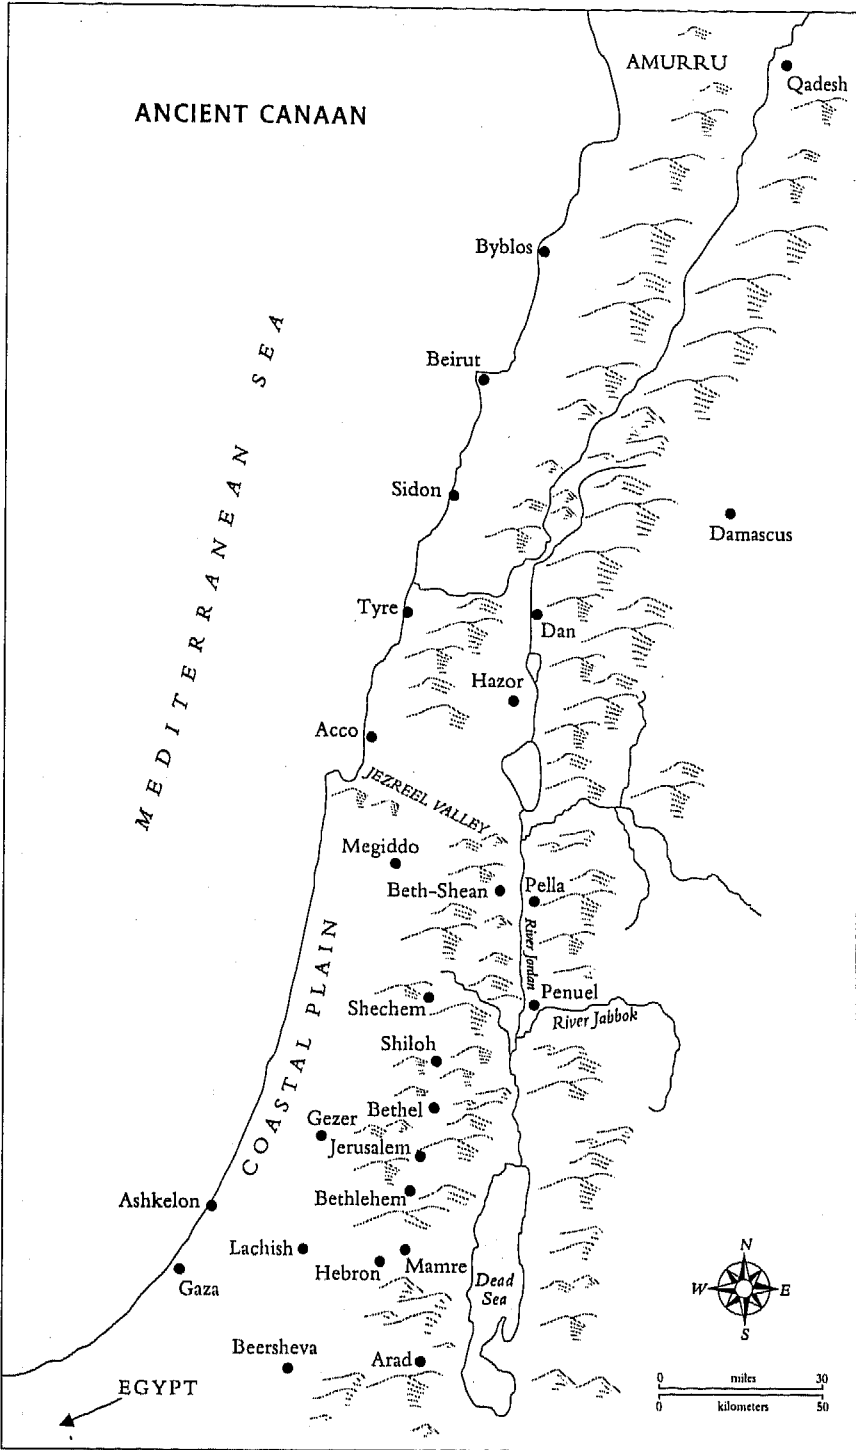 AMURRU
Qadesh
ANCIENT CANAAN
Byblos
Beirut
MEDITERRANEAN SEA
Sidon
Damascus
Tyre
Dan
Hazor
Acco
JEZREEL VALLEY
Megiddo
Beth-Shean
Pella
River Jordan
COASTAL PLAIN
Shechem
Penuel
River Jabbok
Shiloh
Bethel
Gezer
Jerusalem
Ashkelon
Bethlehem
Lachish
Hebron
Mamre
Gaza
Dead
Sea
N
W E
S
Beersheva
Arad
EGYPT
0 miles 30
0 kilometers 50